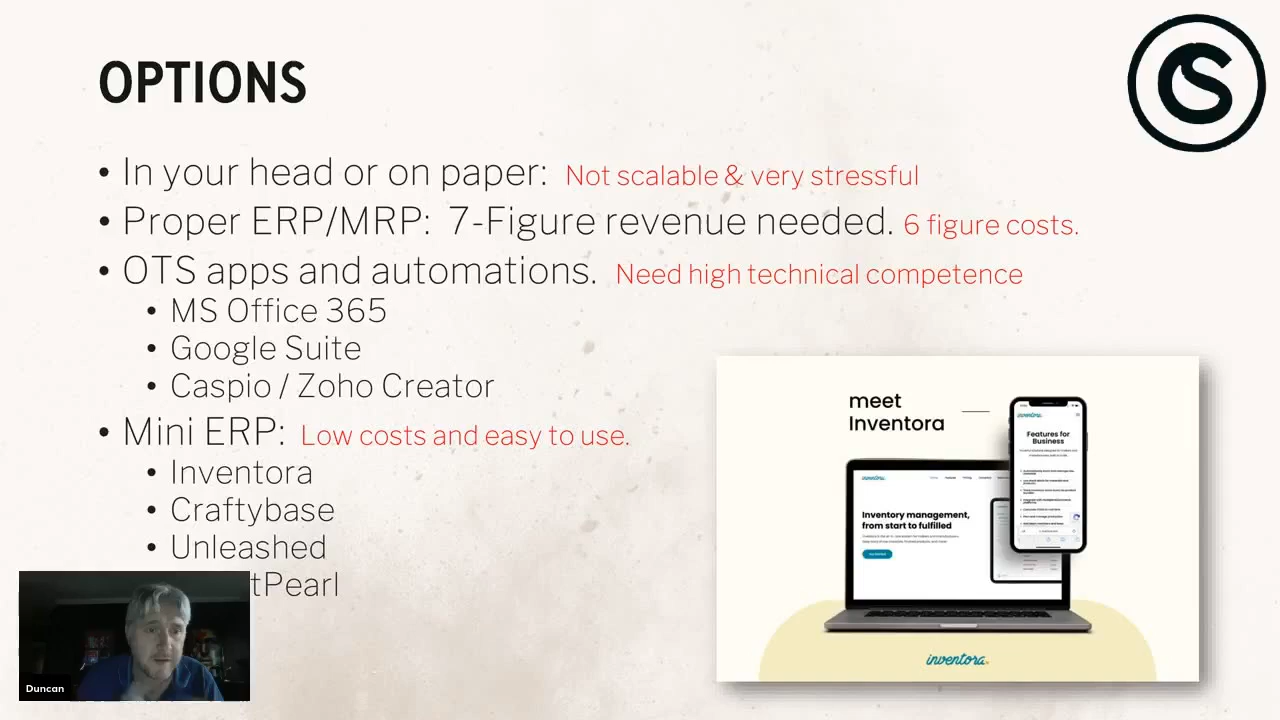 OPTIONS
• In your head or on paper: Not scalable & very stressful
• Proper ERP/MRP: 7-Figure revenue needed. 6 figure costs.
• OTS apps and automations. Need high technical competence
• MS Office 365
• Google Suite
• Caspio / Zoho Creator
• Mini ERP: Low costs and easy to use.
• Inventora
• Craftybase
• Unleashed
tPearl
meet
Inventora
inventora
Features for
Business
inventora
Inventory management,
from start to fulfilled
inventora
Duncan